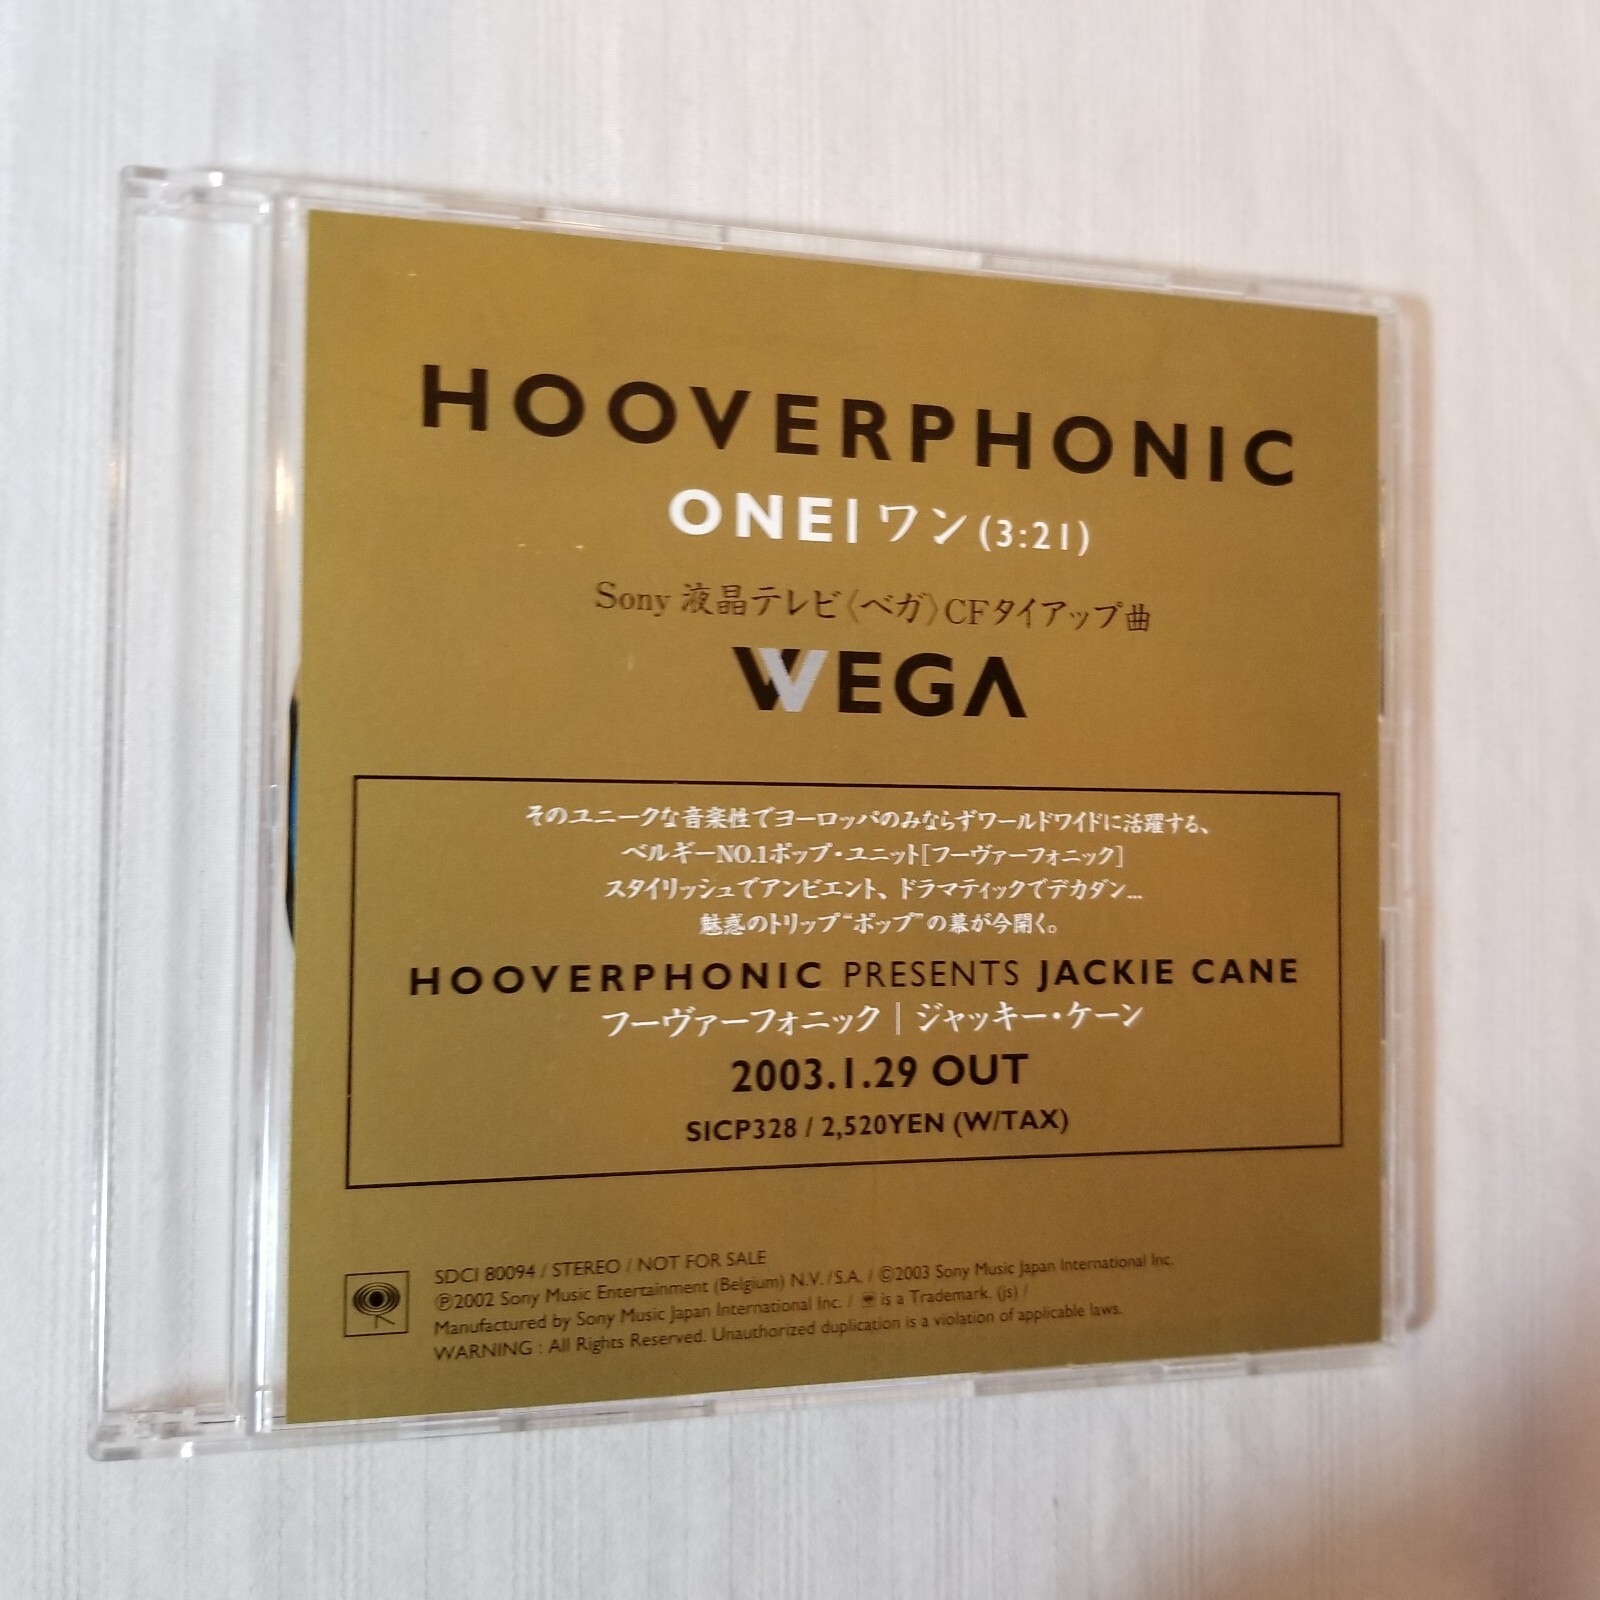 HOOVERPHONIC
ONE|ワン(3:21)
Sony 液晶テレビ〈ベガ〉CFタイアップ曲
WEGA
そのユニークな音楽性でヨーロッパのみならずワールドワイドに活躍する、
ベルギーNO.1ポップ・ユニット[フーヴァーフォニック]
スタイリッシュでアンビエント、ドラマティックでデカダン...
魅惑のトリップ“ポップ”の幕が今開く。
HOOVERPHONIC PRESENTS JACKIE CANE
フーヴァーフォニック|ジャッキー・ケーン
2003.1.29 OUT
SICP328 / 2,520YEN (W/TAX)
SDCI 80094 / STEREO / NOT FOR SALE
℗2002 Sony Music Entertainment (Belgium) N.V./S.A. / ©2003 Sony Music Japan International Inc.
Manufactured by Sony Music Japan International Inc. / is a Trademark. (js) /
WARNING : All Rights Reserved. Unauthorized duplication is a violation of applicable laws.